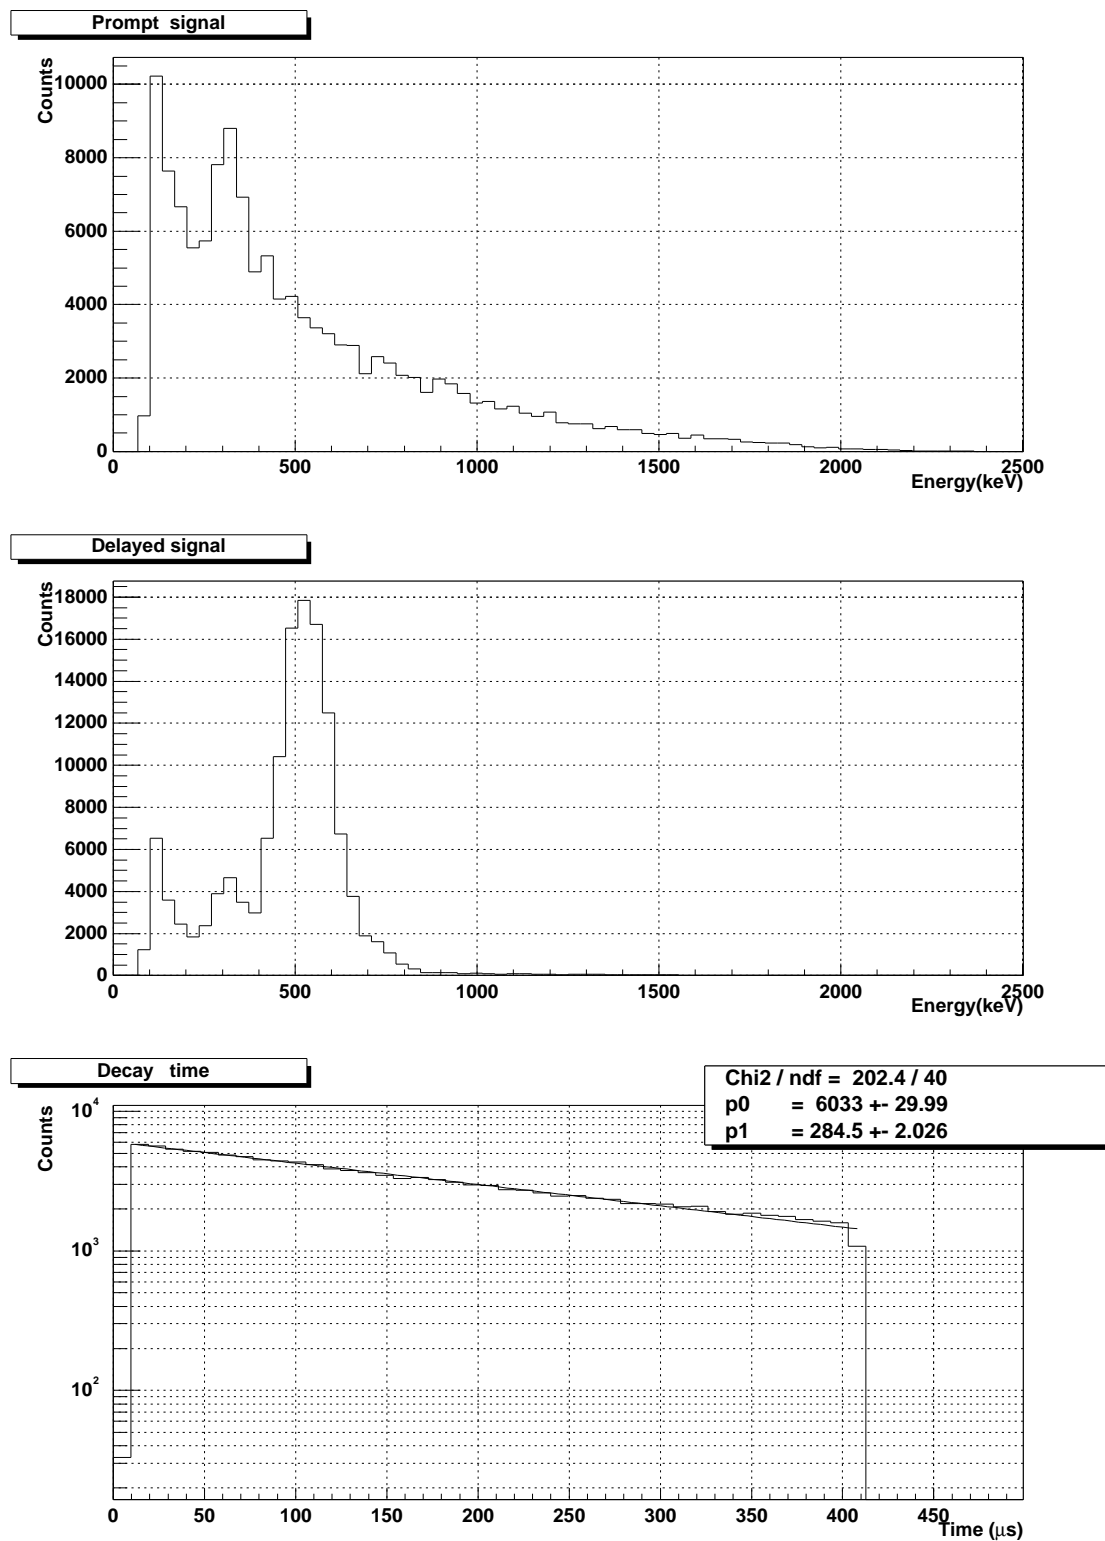 Prompt signal
Counts
10000
8000
6000
4000
2000
0
0 500 1000 1500 2000 2500
Energy(keV)
Delayed signal
Counts
18000
16000
14000
12000
10000
8000
6000
4000
2000
0
0 500 1000 1500 2000 2500
Energy(keV)
Decay time
Chi2 / ndf = 202.4 / 40
p0 = 6033 +- 29.99
p1 = 284.5 +- 2.026
Counts
10^4
10^3
10^2
0 50 100 150 200 250 300 350 400 450
Time (μs)